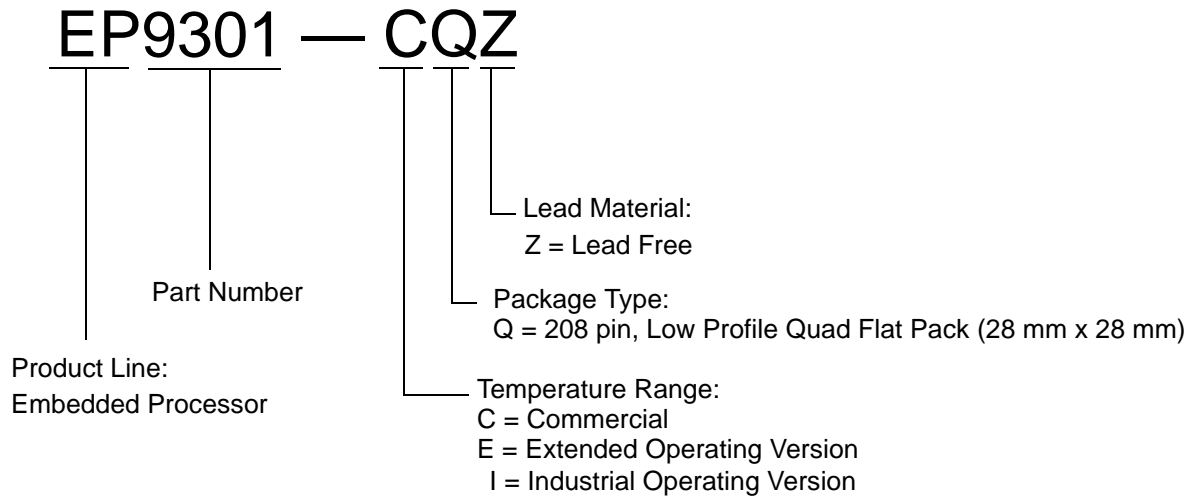 EP9301 — CQZ
Lead Material:
Z = Lead Free
Part Number
Package Type:
Q = 208 pin, Low Profile Quad Flat Pack (28 mm x 28 mm)
Product Line:
Embedded Processor
Temperature Range:
C = Commercial
E = Extended Operating Version
I = Industrial Operating Version